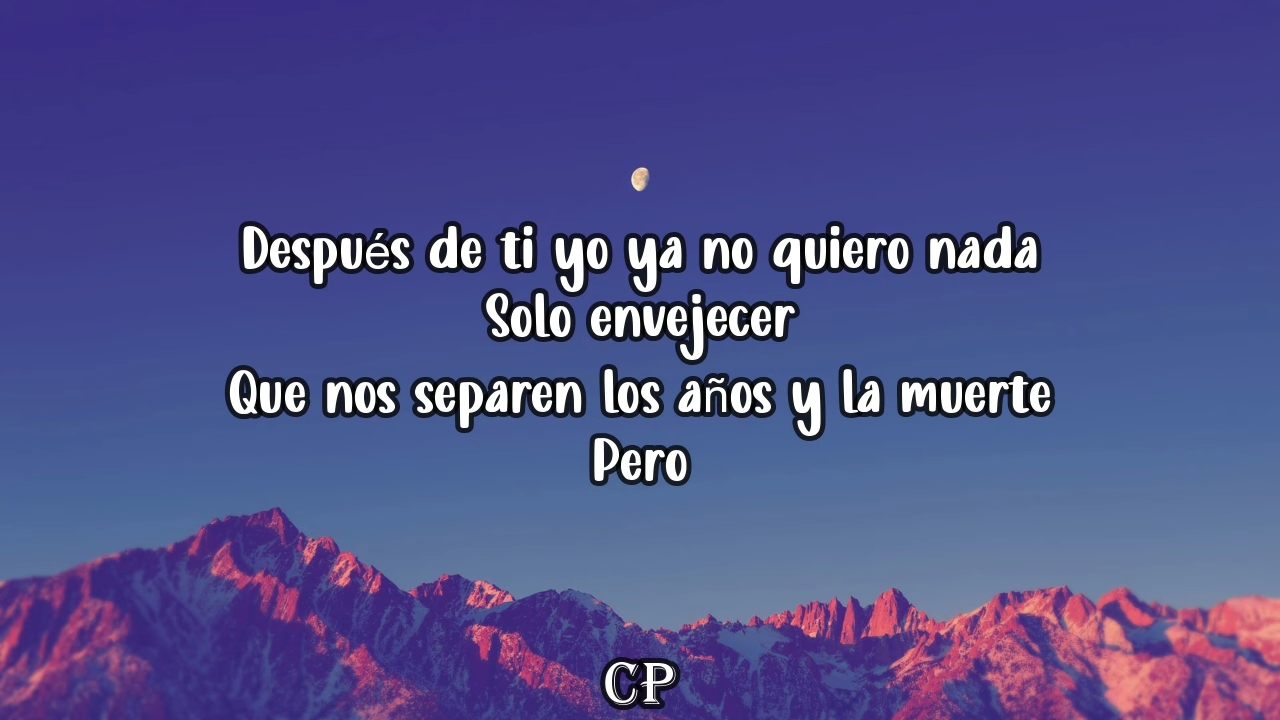 Después de ti yo ya no quiero nada
Solo envejecer
Que nos separen los años y la muerte
Pero
CP